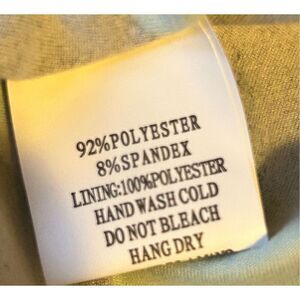 92%POLYESTER
8%SPANDEX
LINING:100%POLYESTER
HAND WASH COLD
DO NOT BLEACH
HANG DRY